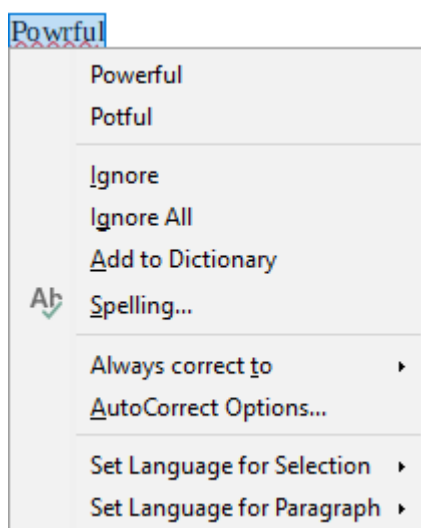 Powrful
Powerful
Potful
Ignore
Ignore All
Add to Dictionary
Ab
Spelling...
Always correct to
AutoCorrect Options...
Set Language for Selection
Set Language for Paragraph